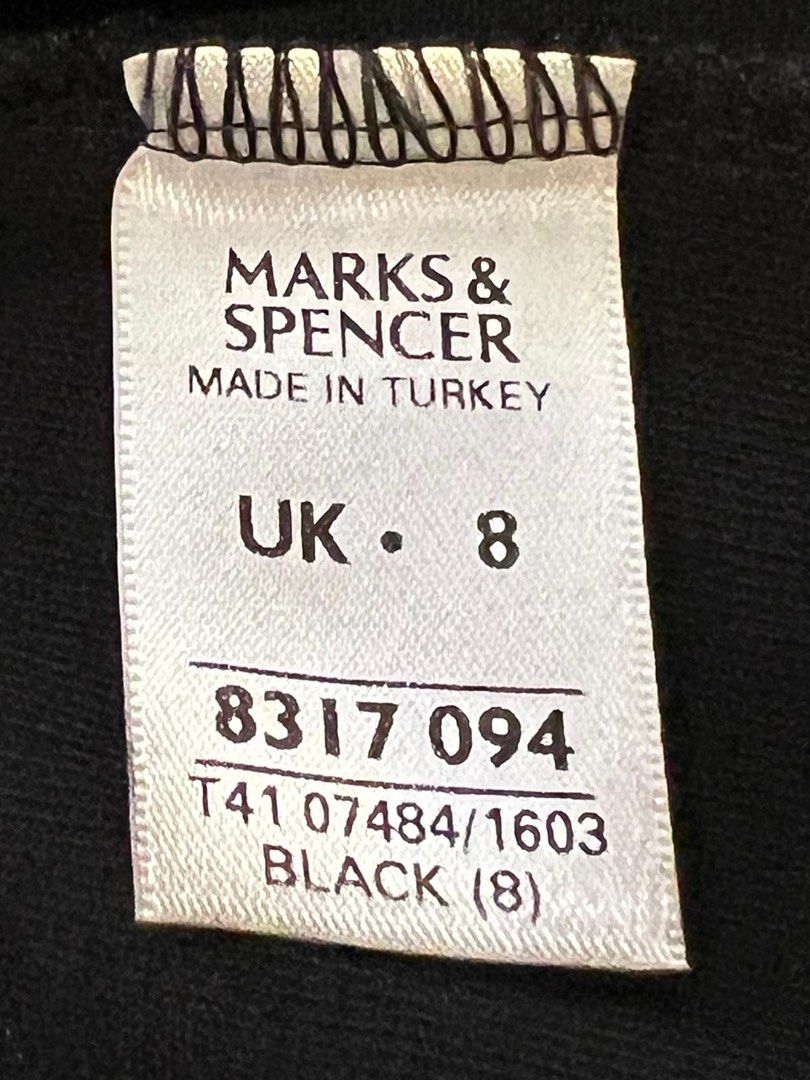 MARKS &
SPENCER
MADE IN TURKEY
UK • 8
8317 094
T41 07484/1603
BLACK (8)